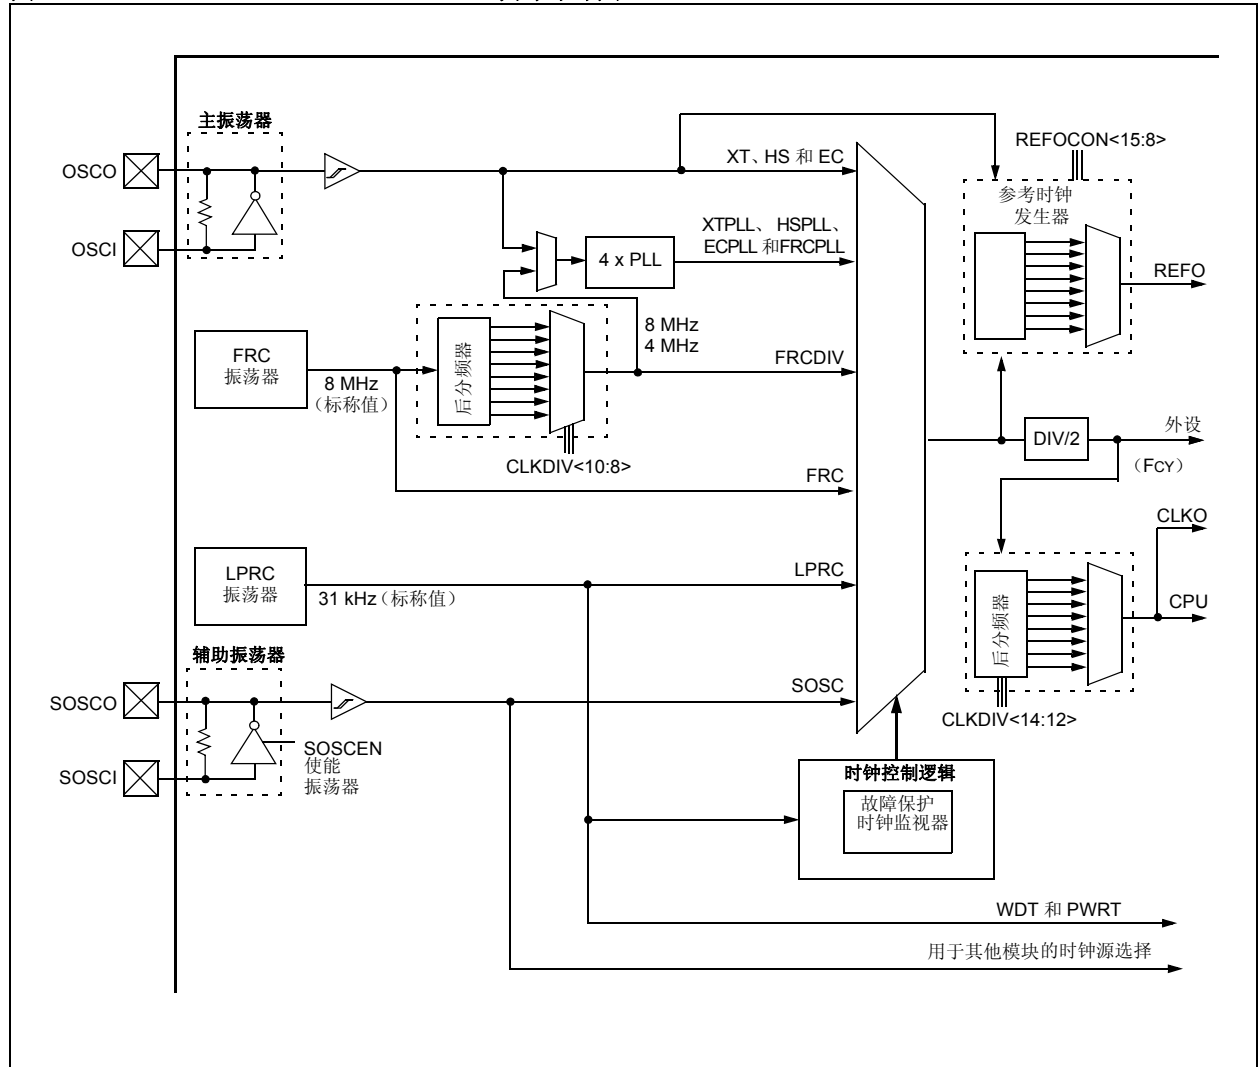 主振荡器
OSCO
OSCI
XT、HS 和 EC
REFOCON<15:8>
参考时钟
发生器
REFO
XTPLL、 HSPLL、
ECPLL 和FRCPLL
4 x PLL
8 MHz
4 MHz
FRC
振荡器
8 MHz
（标称值）
后分频器
CLKDIV<10:8>
FRCDIV
FRC
DIV/2
外设
（FCY）
CLKO
CPU
后分频器
CLKDIV<14:12>
LPRC
振荡器
31 kHz（标称值）
LPRC
辅助振荡器
SOSCO
SOSCI
SOSCEN
使能
振荡器
SOSC
时钟控制逻辑
故障保护
时钟监视器
WDT 和 PWRT
用于其他模块的时钟源选择